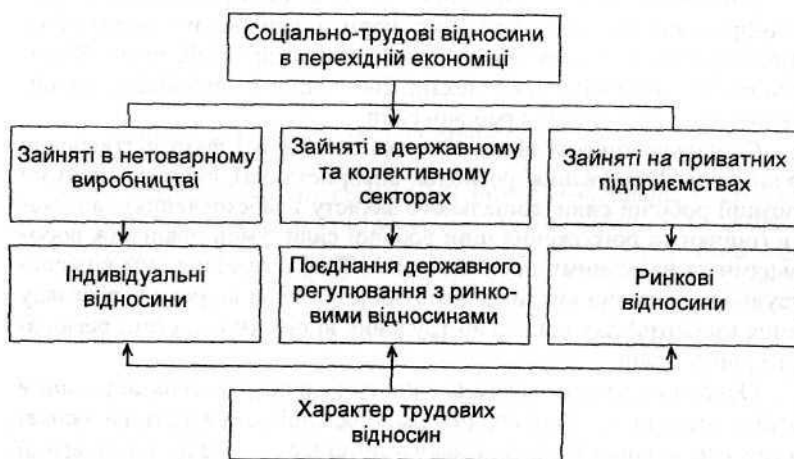 Соціально-трудові відносини
в перехідній економіці
Зайняті в нетоварному
виробництві
Зайняті в державному
та колективному
секторах
Зайняті на приватних
підприємствах
Індивідуальні
відносини
Поєднання державного
регулювання з ринко-
вими відносинами
Ринкові
відносини
Характер трудових
відносин